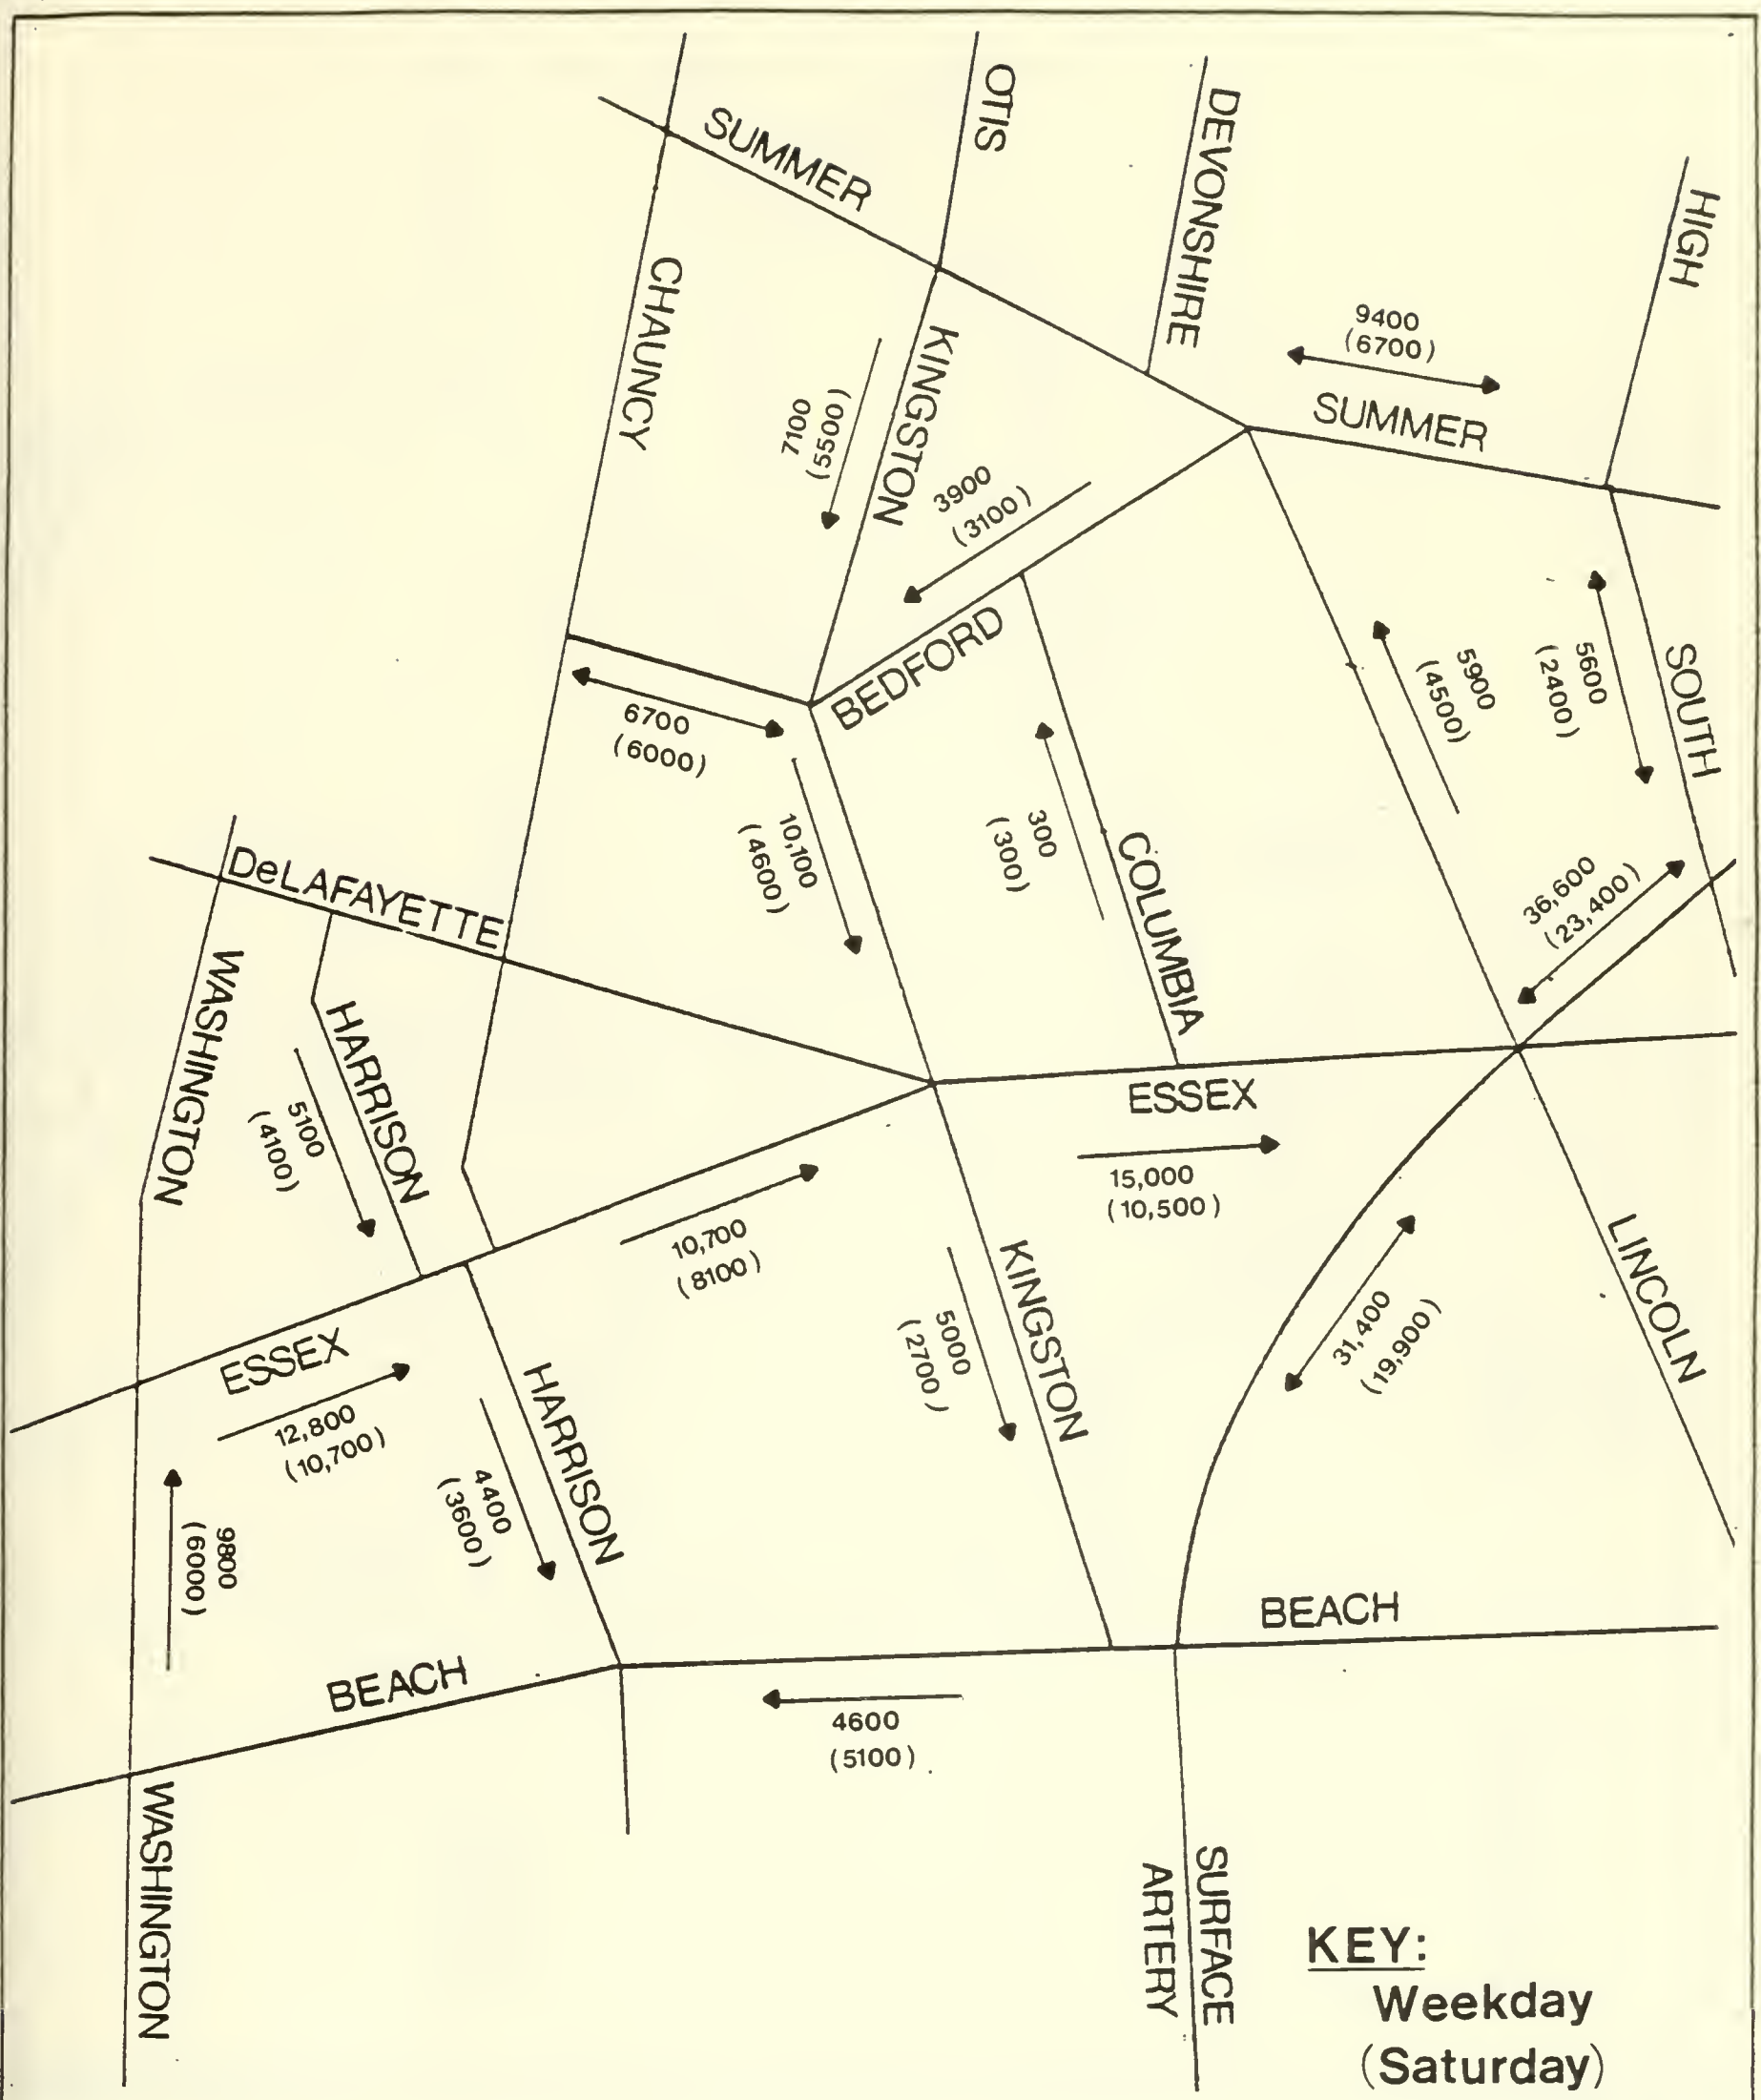 OTIS
DEVONSHIRE
SUMMER
HIGH
CHAUNCY
KINGSTON
9400
(6700)
SUMMER
7100
(5500)
3900
(3100)
BEDFORD
5900
(4500)
5600
(2400)
SOUTH
6700
(6000)
10,100
(4600)
300
(300)
COLUMBIA
36,600
(23,400)
DeLAFAYETTE
WASHINGTON
HARRISON
5100
(4100)
ESSEX
15,000
(10,500)
10,700
(8100)
KINGSTON
5000
(2700)
31,400
(19,900)
LINCOLN
ESSEX
12,800
(10,700)
HARRISON
4400
(3600)
9800
(6000)
BEACH
BEACH
4600
(5100)
WASHINGTON
SURFACE
ARTERY
KEY:
Weekday
(Saturday)